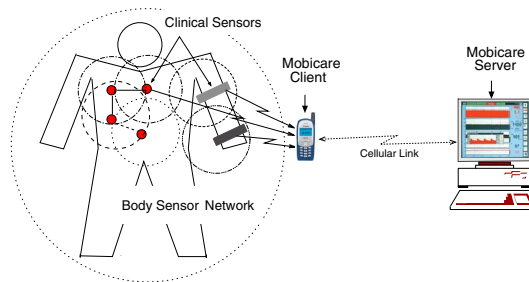 Clinical Sensors
Mobicare
Client
Mobicare
Server
Cellular Link
Body Sensor Network